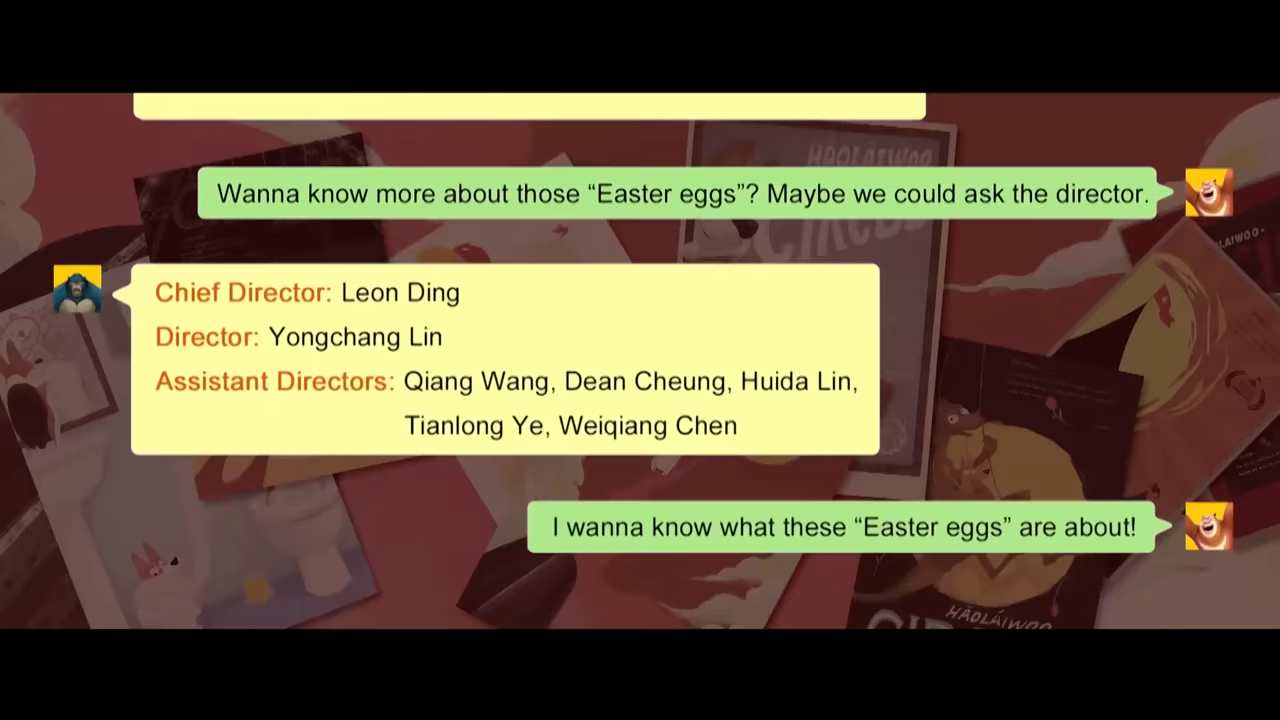 HAOLAIWOO
CIRCUS
Wanna know more about those “Easter eggs”? Maybe we could ask the director.
LAIWOO.
Chief Director: Leon Ding
Director: Yongchang Lin
Assistant Directors: Qiang Wang, Dean Cheung, Huida Lin,
Tianlong Ye, Weiqiang Chen
I wanna know what these “Easter eggs” are about!
HAOLAIWOO